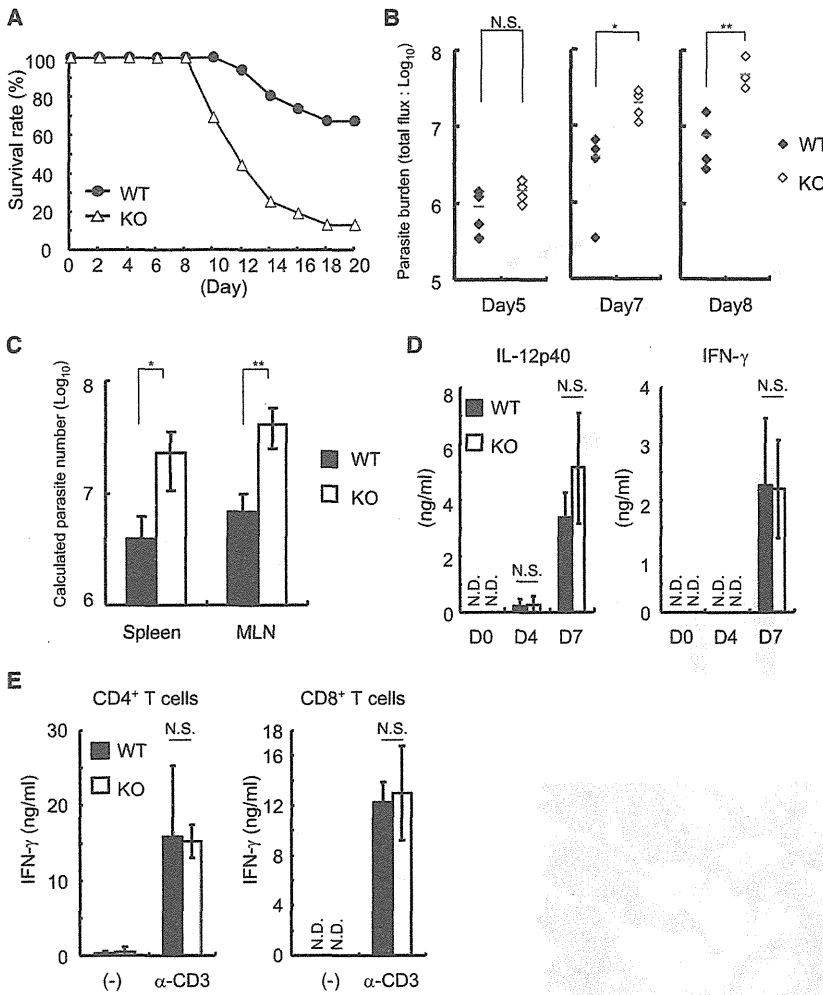 A
Survival rate (%)
100
80
60
40
20
0
WT
KO
0 2 4 6 8 10 12 14 16 18 20
(Day)
B
Parasite burden (total flux : Log10)
N.S.
*
**
8
7
6
5
Day5 Day7 Day8
WT
KO
C
Calculated parasite number (Log10)
8
7
6
*
**
Spleen MLN
WT
KO
D
IL-12p40
(ng/ml)
8
6
4
2
0
WT
KO
N.D. N.D.
N.S.
N.S.
D0 D4 D7
IFN-γ
(ng/ml)
4
3
2
1
0
N.D. N.D.
N.D. N.D.
N.S.
D0 D4 D7
E
CD4+ T cells
IFN-γ (ng/ml)
30
20
10
0
WT
KO
N.S.
(-) α-CD3
CD8+ T cells
IFN-γ (ng/ml)
18
15
12
9
6
3
0
N.D. N.D.
N.S.
(-) α-CD3